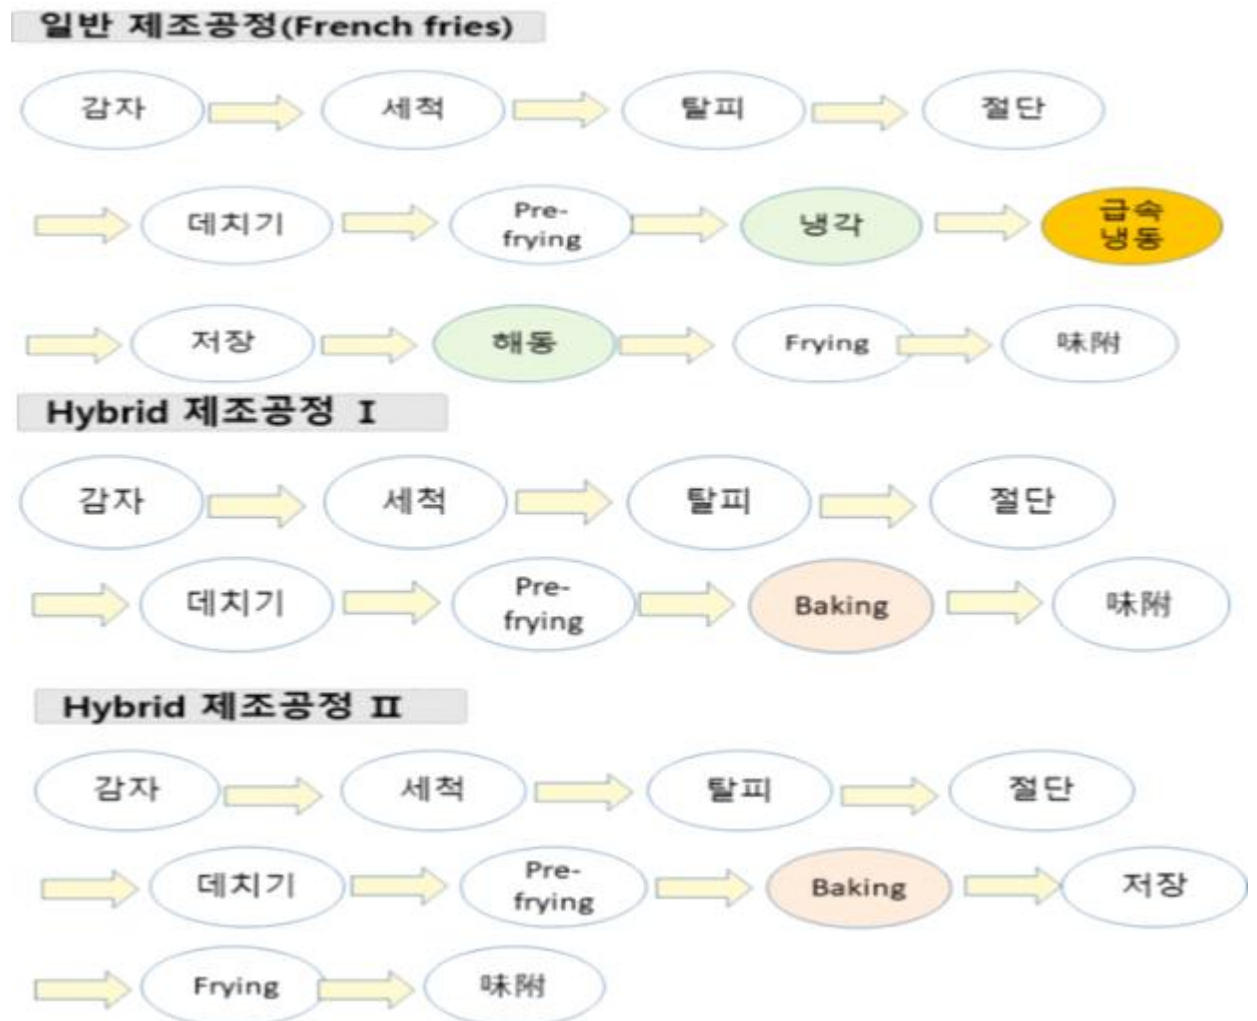 일반 제조공정(French fries)
감자 세척 탈피 절단
데치기 Pre-
frying 냉각 급속
냉동
저장 해동 Frying 味附
Hybrid 제조공정 Ⅰ
감자 세척 탈피 절단
데치기 Pre-
frying Baking 味附
Hybrid 제조공정 Ⅱ
감자 세척 탈피 절단
데치기 Pre-
frying Baking 저장
Frying 味附